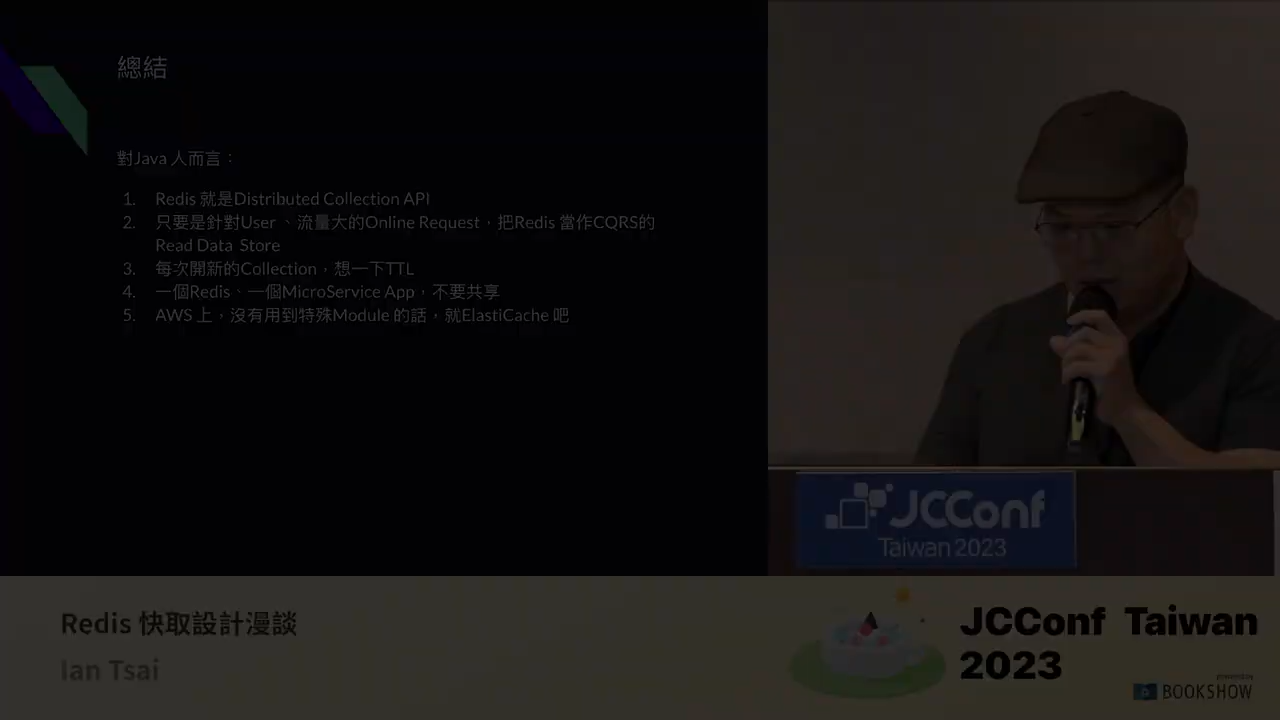 總結
對Java 人而言：
1. Redis 就是Distributed Collection API
2. 只要是針對User 、流量大的Online Request，把Redis 當作CQRS的
Read Data Store
3. 每次開新的Collection，想一下TTL
4. 一個Redis、一個MicroService App，不要共享
5. AWS 上，沒有用到特殊Module 的話，就ElastiCache 吧
JCConf
Taiwan 2023
Redis 快取設計漫談
Ian Tsai
JCConf Taiwan
2023
BOOKSHOW